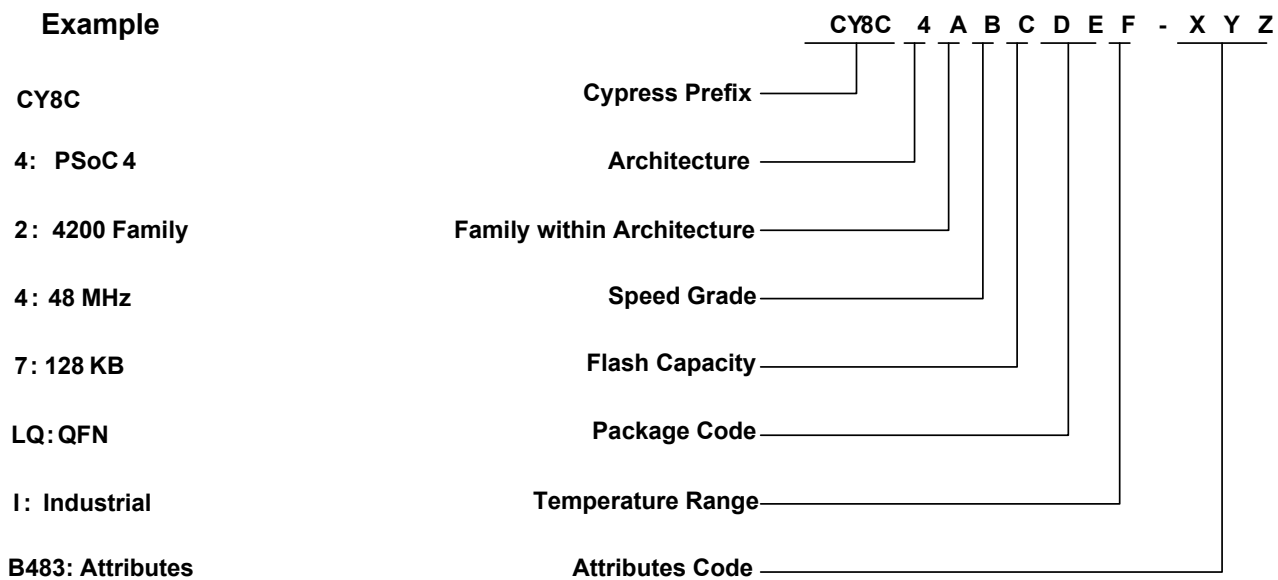 Example CY8C 4 A B C D E F - X Y Z
CY8C Cypress Prefix
4: PSoC 4 Architecture
2: 4200 Family Family within Architecture
4: 48 MHz Speed Grade
7: 128 KB Flash Capacity
LQ: QFN Package Code
I: Industrial Temperature Range
B483: Attributes Attributes Code